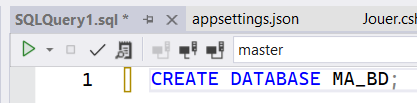 SQLQuery1.sql * appsettings.json Jouer.csh
master
1 CREATE DATABASE MA_BD;